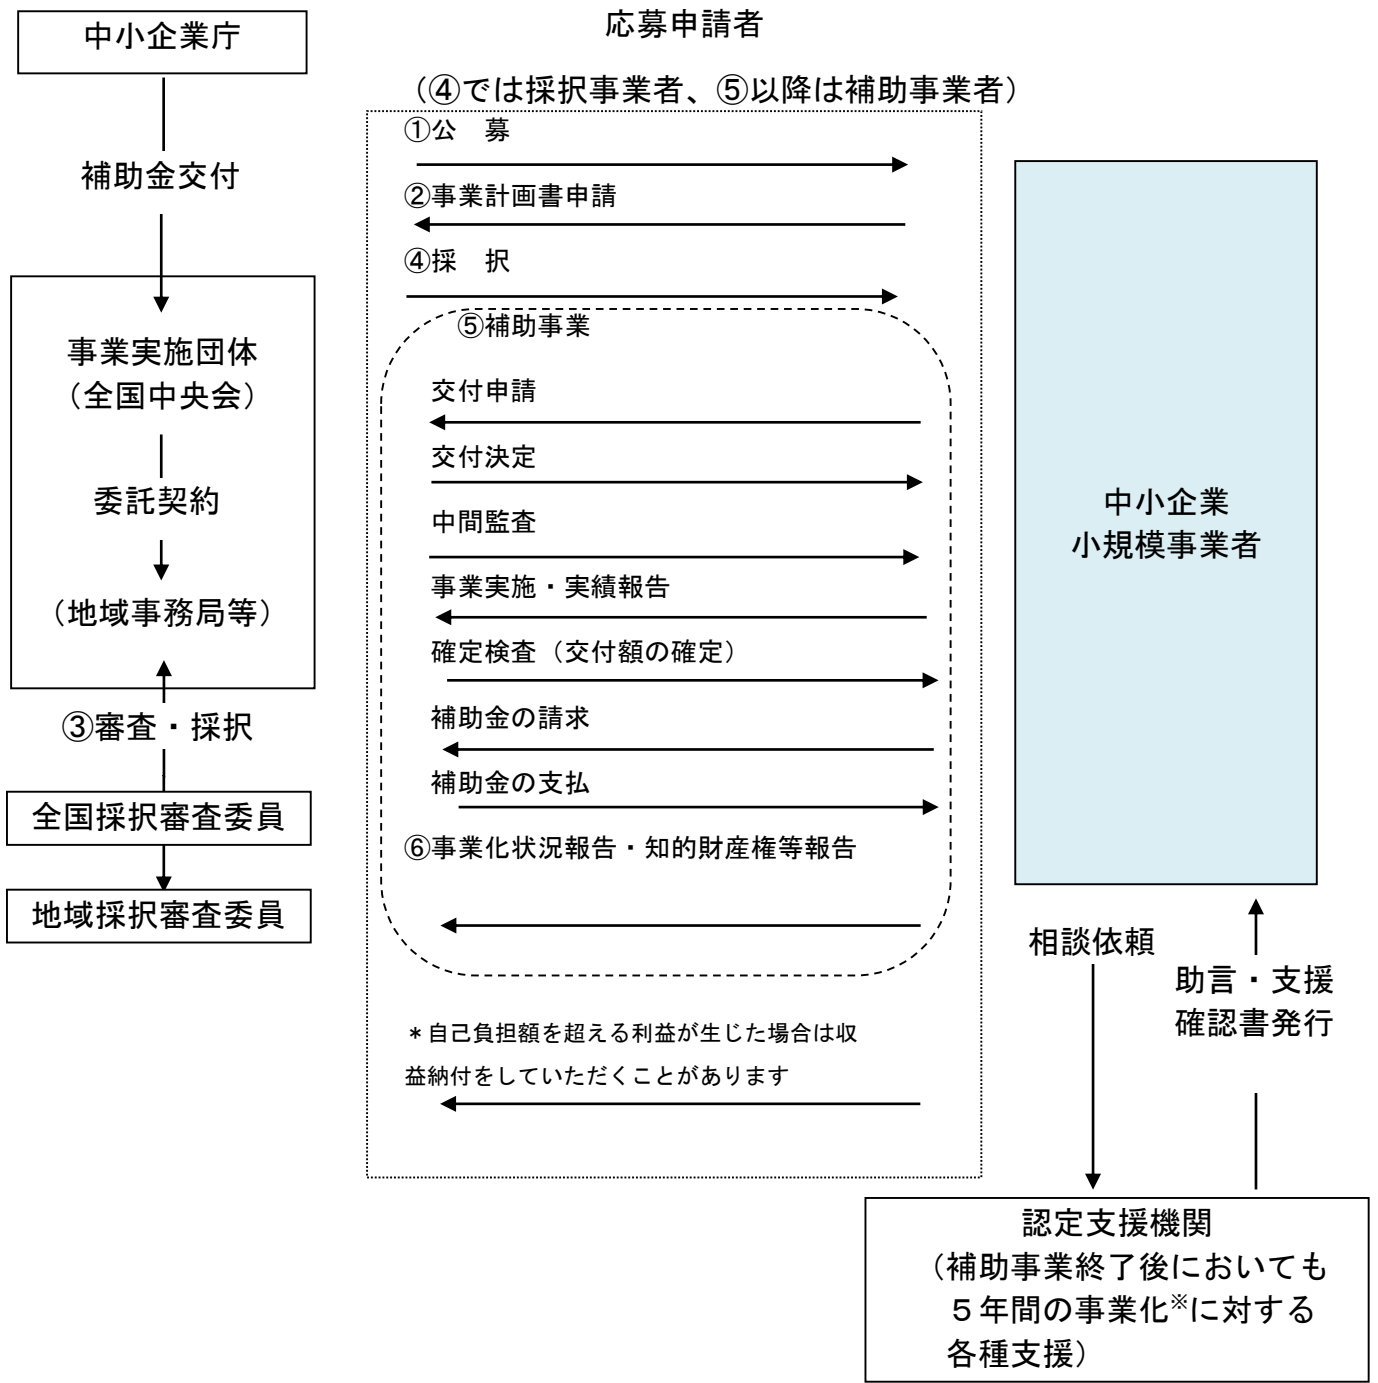 中小企業庁
補助金交付
事業実施団体
（全国中央会）
委託契約
（地域事務局等）
③審査・採択
全国採択審査委員
地域採択審査委員
応募申請者
（④では採択事業者、⑤以降は補助事業者）
①公　募
②事業計画書申請
④採　択
⑤補助事業
交付申請
交付決定
中間監査
事業実施・実績報告
確定検査（交付額の確定）
補助金の請求
補助金の支払
⑥事業化状況報告・知的財産権等報告
＊自己負担額を超える利益が生じた場合は収
益納付をしていただくことがあります
中小企業
小規模事業者
相談依頼
助言・支援
確認書発行
認定支援機関
（補助事業終了後においても
５年間の事業化※に対する
各種支援）